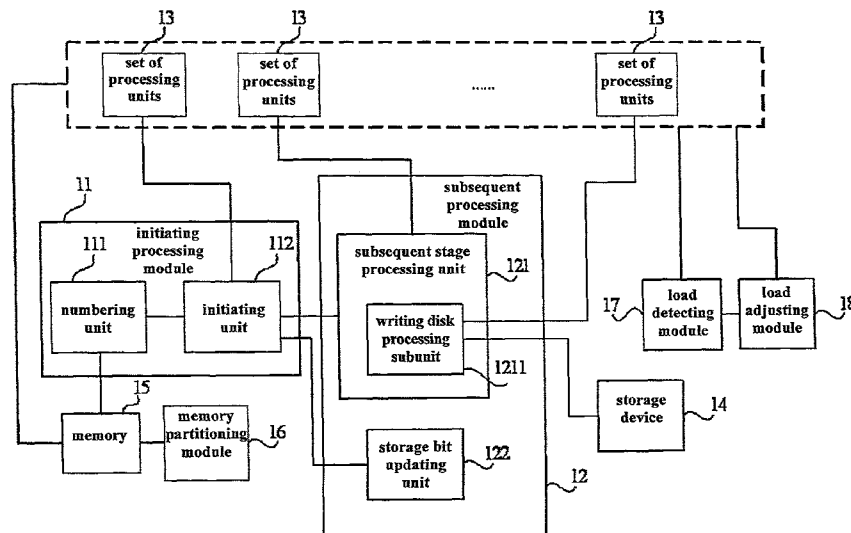 13
13
13
set of
processing
units
set of
processing
units
......
set of
processing
units
11
initiating
processing
module
111
112
numbering
unit
initiating
unit
subsequent
processing
module
subsequent stage
processing unit
121
writing disk
processing
subunit
1211
17
load
detecting
module
load
adjusting
module
18
15
memory
memory
partitioning
module
16
storage bit
updating
unit
122
12
storage
device
14